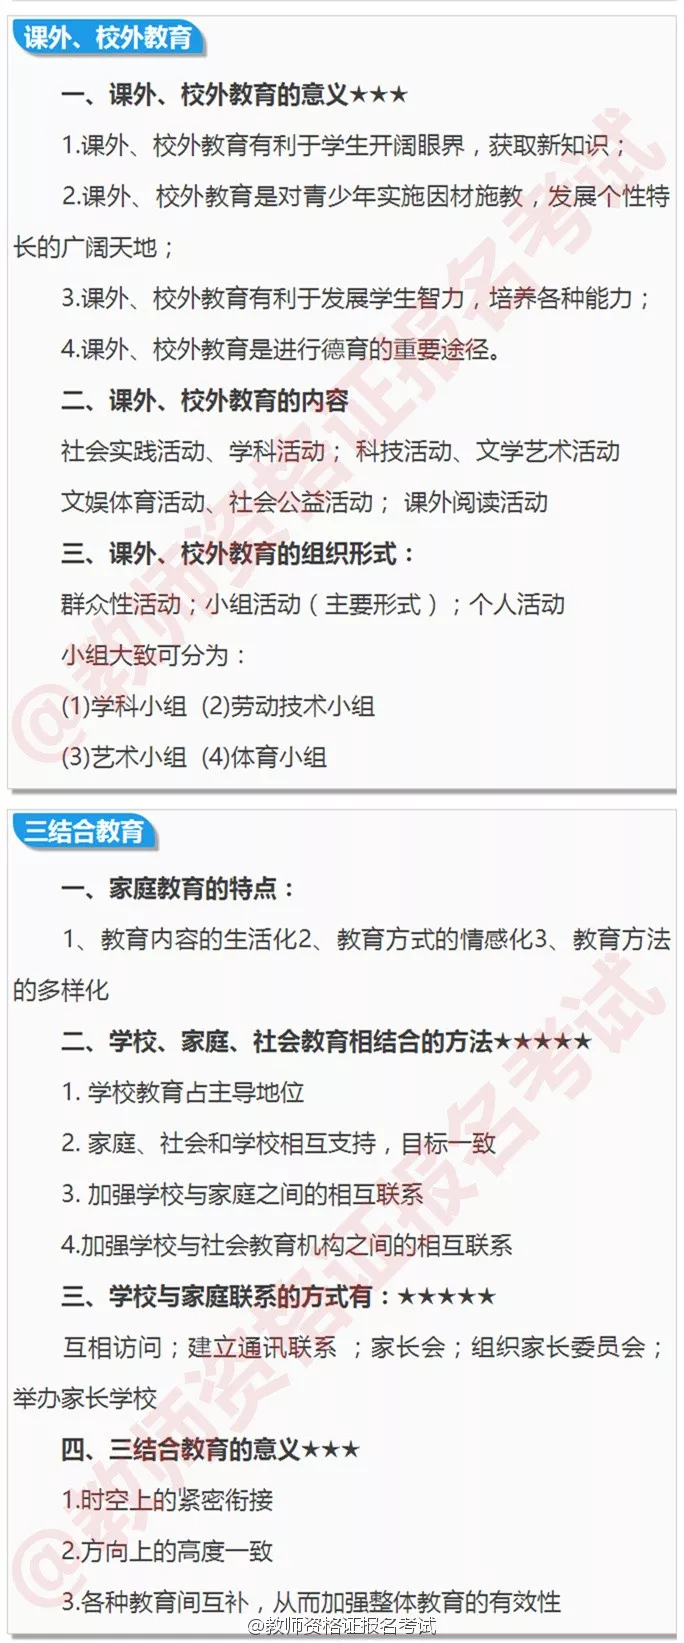 课外、校外教育
一、课外、校外教育的意义★★★
1.课外、校外教育有利于学生开阔眼界，获取新知识；
2.课外、校外教育是对青少年实施因材施教，发展个性特
长的广阔天地；
3.课外、校外教育有利于发展学生智力，培养各种能力；
4.课外、校外教育是进行德育的重要途径。
二、课外、校外教育的内容
社会实践活动、学科活动； 科技活动、文学艺术活动
文娱体育活动、社会公益活动； 课外阅读活动
三、课外、校外教育的组织形式：
群众性活动；小组活动（主要形式）；个人活动
小组大致可分为：
(1)学科小组 (2)劳动技术小组
(3)艺术小组 (4)体育小组
@教师资格证报名考试
三结合教育
一、家庭教育的特点：
1、教育内容的生活化2、教育方式的情感化3、教育方法
的多样化
二、学校、家庭、社会教育相结合的方法★★★★★
1. 学校教育占主导地位
2. 家庭、社会和学校相互支持，目标一致
3. 加强学校与家庭之间的相互联系
4.加强学校与社会教育机构之间的相互联系
三、学校与家庭联系的方式有：★★★★★
互相访问；建立通讯联系 ；家长会；组织家长委员会；
举办家长学校
四、三结合教育的意义★★★
1.时空上的紧密衔接
2.方向上的高度一致
3.各种教育间互补，从而加强整体教育的有效性
@教师资格证报名考试
@教师资格证报名考试